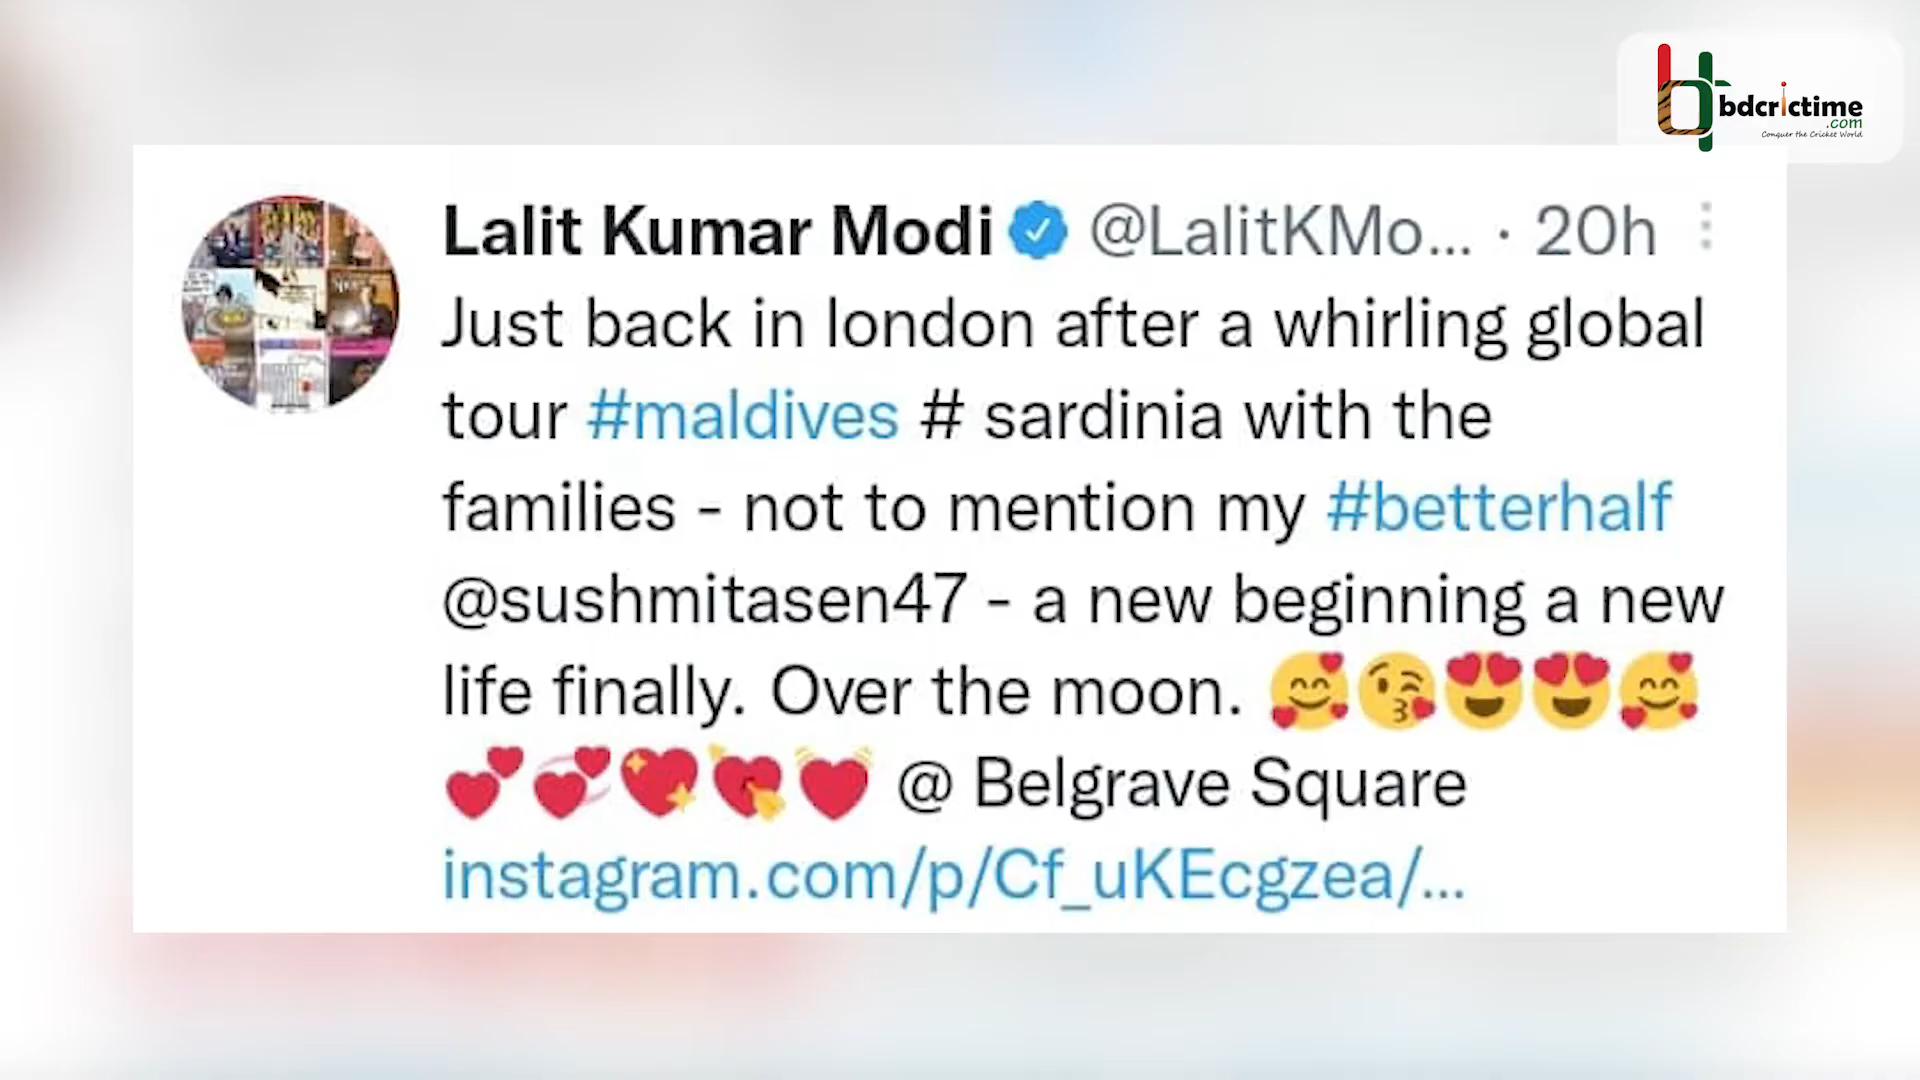 bdcrictime
.com
Conquer the Cricket World
Lalit Kumar Modi @LalitKMo... · 20h
Just back in london after a whirling global
tour #maldives # sardinia with the
families - not to mention my #betterhalf
@sushmitasen47 - a new beginning a new
life finally. Over the moon. 🥰😘😍😍🥰
💕💞💖💘💓 @ Belgrave Square
instagram.com/p/Cf_uKEcgzea/...